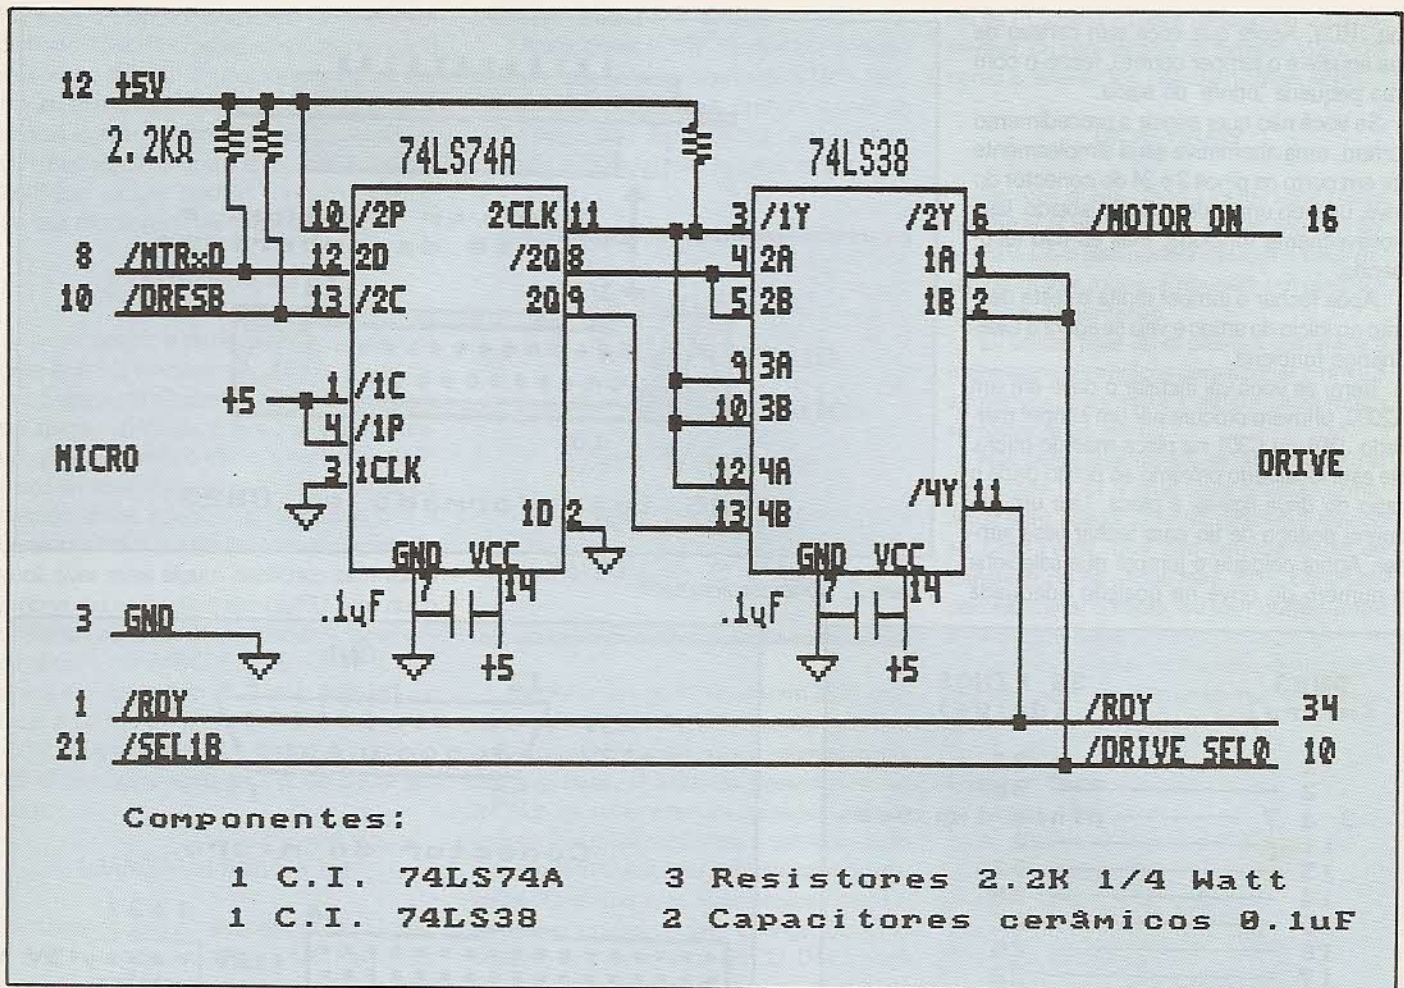 12 +5V
2.2KΩ
74LS74A
74LS38
10 /2P 2CLK 11
3 /1Y /2Y 6 /MOTOR ON 16
8 /MTRxD 12 2D /2Q 8
4 2A 1A 1
10 /DRESB 13 /2C 2Q 9
5 2B 1B 2
9 3A
+5 1 /1C
10 3B
4 /1P
MICRO
3 1CLK
12 4A
DRIVE
/4Y 11
1D 2
13 4B
GND VCC
7 14
.1uF
+5
GND VCC
7 14
.1uF
+5
3 GND
1 /RDY /RDY 34
21 /SEL1B /DRIVE SEL0 10
Componentes:
1 C.I. 74LS74A 3 Resistores 2.2K 1/4 Watt
1 C.I. 74LS38 2 Capacitores cerâmicos 0.1uF